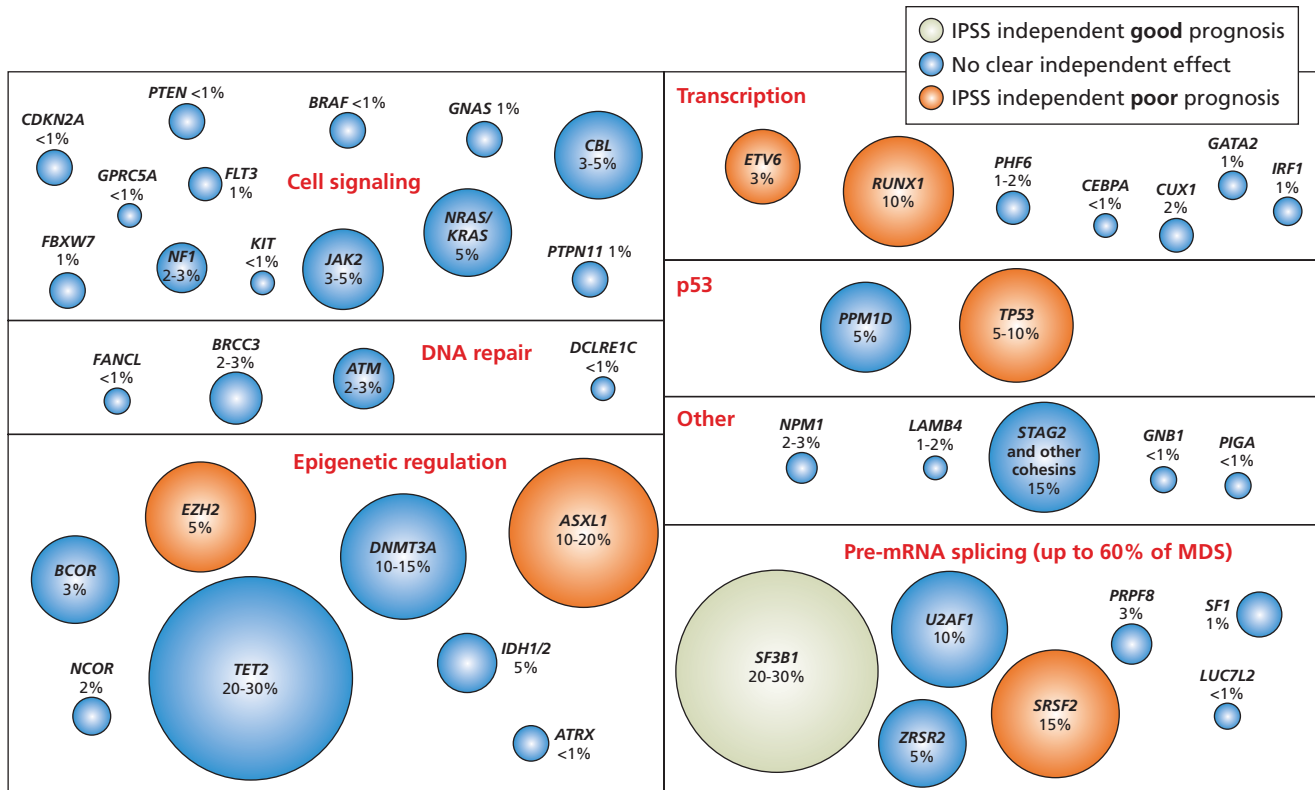 IPSS independent good prognosis
No clear independent effect
IPSS independent poor prognosis
PTEN <1%
BRAF <1%
GNAS 1%
CDKN2A
<1%
CBL
3-5%
GPRC5A
<1%
FLT3
1%
Cell signaling
NRAS/
KRAS
5%
FBXW7
1%
NF1
2-3%
KIT
<1%
JAK2
3-5%
PTPN11 1%
DNA repair
FANCL
<1%
BRCC3
2-3%
ATM
2-3%
DCLRE1C
<1%
Epigenetic regulation
EZH2
5%
DNMT3A
10-15%
ASXL1
10-20%
BCOR
3%
TET2
20-30%
IDH1/2
5%
NCOR
2%
ATRX
<1%
Transcription
ETV6
3%
RUNX1
10%
PHF6
1-2%
CEBPA
<1%
CUX1
2%
GATA2
1%
IRF1
1%
p53
PPM1D
5%
TP53
5-10%
Other
NPM1
2-3%
LAMB4
1-2%
STAG2
and other
cohesins
15%
GNB1
<1%
PIGA
<1%
Pre-mRNA splicing (up to 60% of MDS)
SF3B1
20-30%
U2AF1
10%
PRPF8
3%
SF1
1%
ZRSR2
5%
SRSF2
15%
LUC7L2
<1%